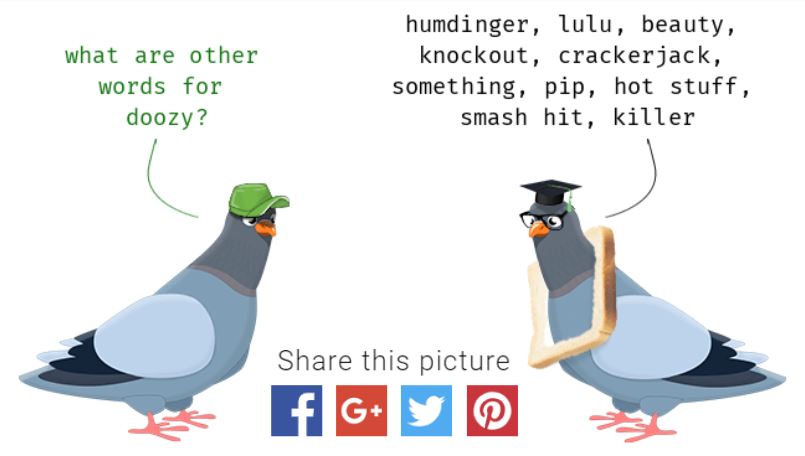 what are other
words for
doozy?
humdinger, lulu, beauty,
knockout, crackerjack,
something, pip, hot stuff,
smash hit, killer
Share this picture
f
G+